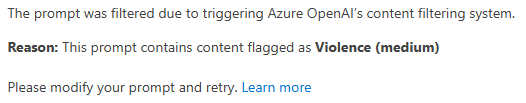 The prompt was filtered due to triggering Azure OpenAI's content filtering system.
Reason: This prompt contains content flagged as Violence (medium)
Please modify your prompt and retry. Learn more